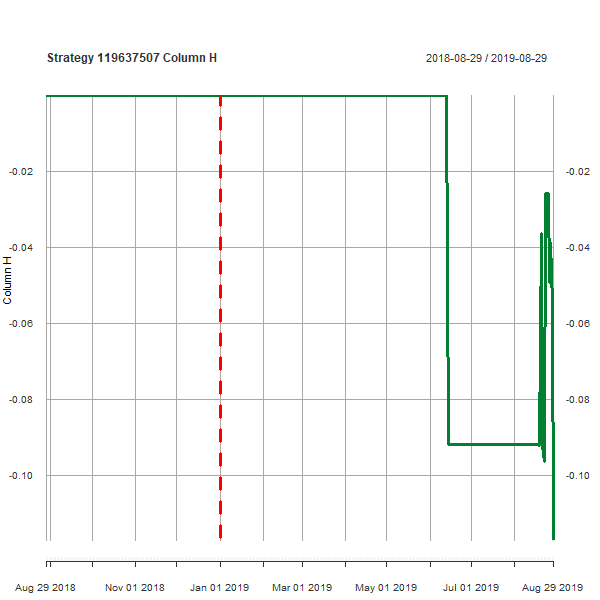 Strategy 119637507 Column H
2018-08-29 / 2019-08-29
-0.02 -0.02
-0.04 -0.04
-0.06 -0.06
-0.08 -0.08
-0.10 -0.10
Column H
Aug 29 2018 Nov 01 2018 Jan 01 2019 Mar 01 2019 May 01 2019 Jul 01 2019 Aug 29 2019